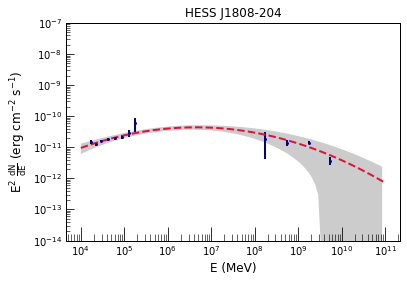 HESS J1808-204
E² dN/dE (erg cm⁻² s⁻¹)
10⁻⁷
10⁻⁸
10⁻⁹
10⁻¹⁰
10⁻¹¹
10⁻¹²
10⁻¹³
10⁻¹⁴
10⁴ 10⁵ 10⁶ 10⁷ 10⁸ 10⁹ 10¹⁰ 10¹¹
E (MeV)